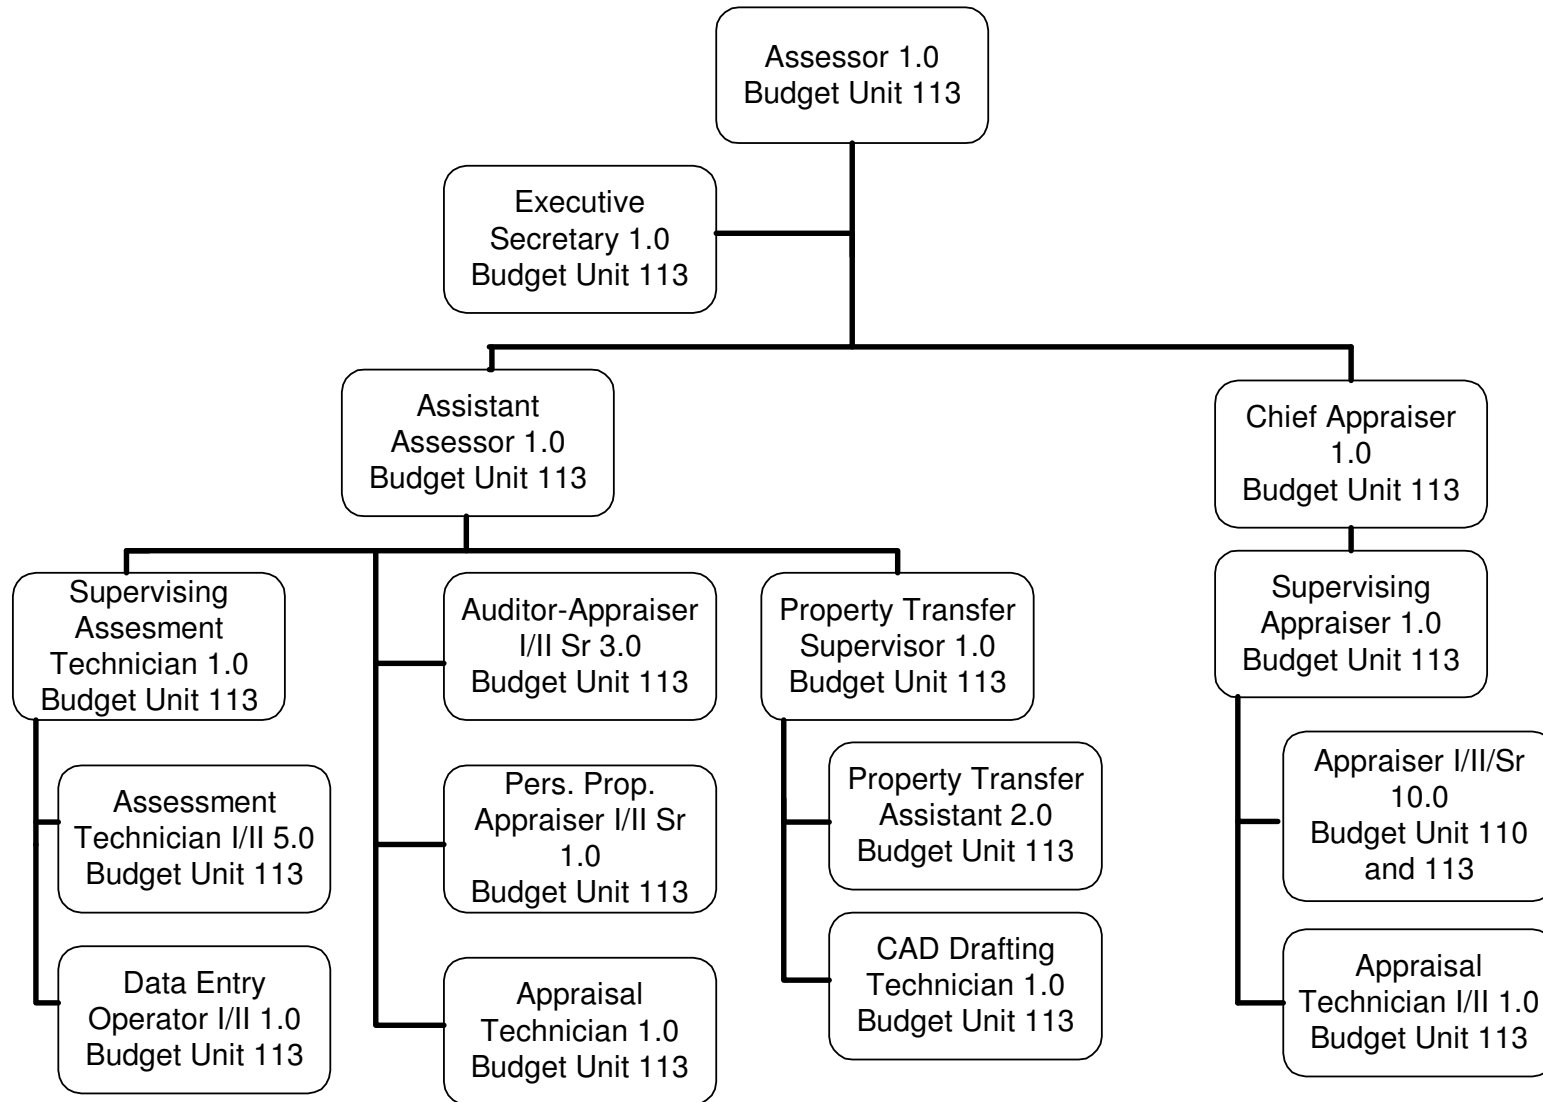 Assessor 1.0
Budget Unit 113
Executive
Secretary 1.0
Budget Unit 113
Assistant
Assessor 1.0
Budget Unit 113
Chief Appraiser
1.0
Budget Unit 113
Supervising
Assesment
Technician 1.0
Budget Unit 113
Auditor-Appraiser
I/II Sr 3.0
Budget Unit 113
Property Transfer
Supervisor 1.0
Budget Unit 113
Supervising
Appraiser 1.0
Budget Unit 113
Assessment
Technician I/II 5.0
Budget Unit 113
Pers. Prop.
Appraiser I/II Sr
1.0
Budget Unit 113
Property Transfer
Assistant 2.0
Budget Unit 113
Appraiser I/II/Sr
10.0
Budget Unit 110
and 113
Data Entry
Operator I/II 1.0
Budget Unit 113
Appraisal
Technician 1.0
Budget Unit 113
CAD Drafting
Technician 1.0
Budget Unit 113
Appraisal
Technician I/II 1.0
Budget Unit 113